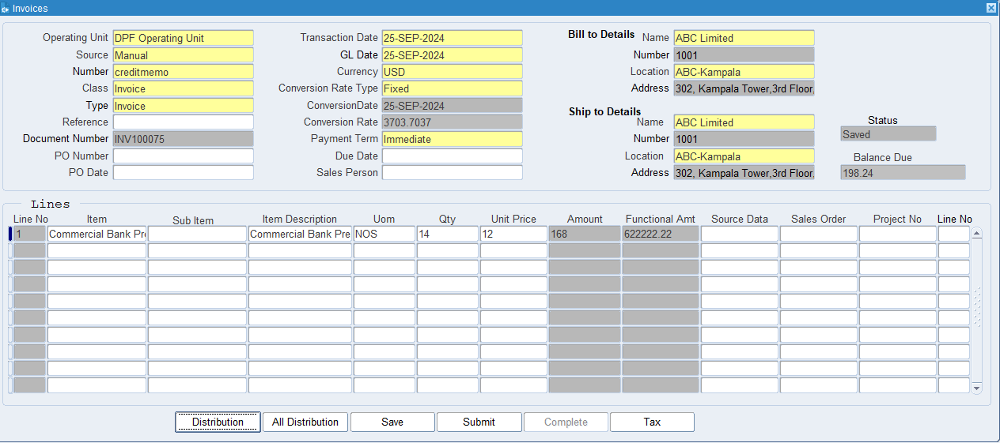 Invoices
Operating Unit DPF Operating Unit Transaction Date 25-SEP-2024 Bill to Details Name ABC Limited
Source Manual GL Date 25-SEP-2024 Number 1001
Number creditmemo Currency USD Location ABC-Kampala
Class Invoice Conversion Rate Type Fixed Address 302, Kampala Tower,3rd Floor,
Type Invoice ConversionDate 25-SEP-2024 Ship to Details
Reference Conversion Rate 3703.7037 Name ABC Limited Status
Document Number INV100075 Payment Term Immediate Number 1001 Saved
PO Number Due Date Location ABC-Kampala Balance Due
PO Date Sales Person Address 302, Kampala Tower,3rd Floor, 198.24
Lines
Line No Item Sub Item Item Description Uom Qty Unit Price Amount Functional Amt Source Data Sales Order Project No Line No
1 Commercial Bank Pre Commercial Bank Pre NOS 14 12 168 622222.22
Distribution All Distribution Save Submit Complete Tax